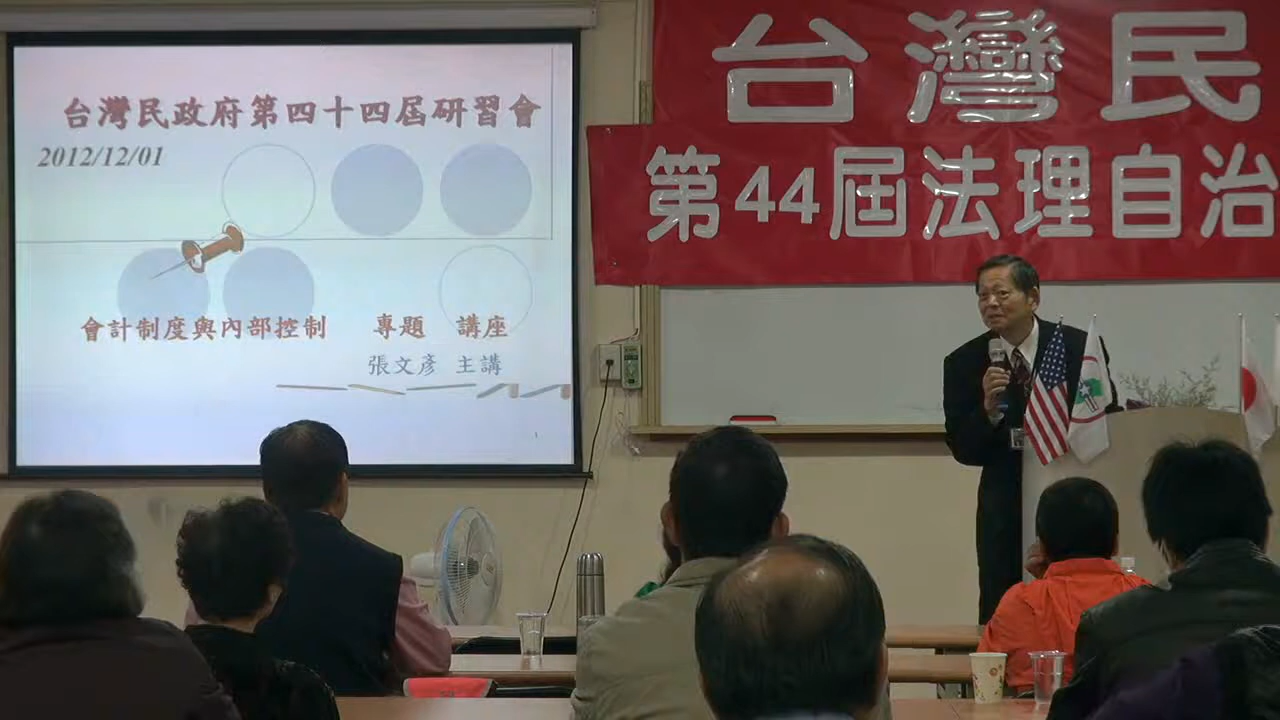 台灣民政府第四十四屆研習會
2012/12/01
會計制度與內部控制 專題 講座
張文彥 主講
1
台灣民
第44屆法理自治